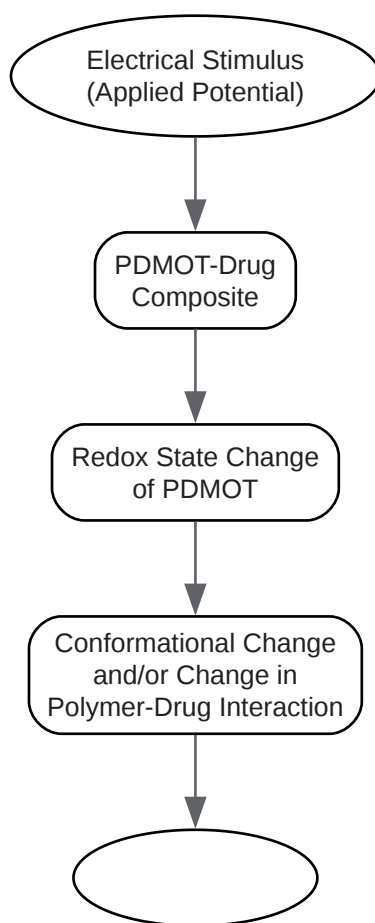 Electrical Stimulus
(Applied Potential)
PDMOT-Drug
Composite
Redox State Change
of PDMOT
Conformational Change
and/or Change in
Polymer-Drug Interaction